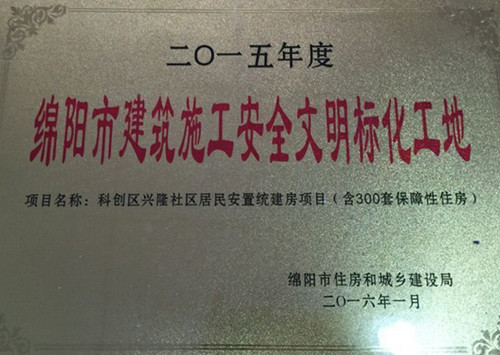 二〇一五年度
绵阳市建筑施工安全文明标化工地
项目名称：科创区兴隆社区居民安置统建房项目（含300套保障性住房）
绵阳市住房和城乡建设局
二〇一六年一月